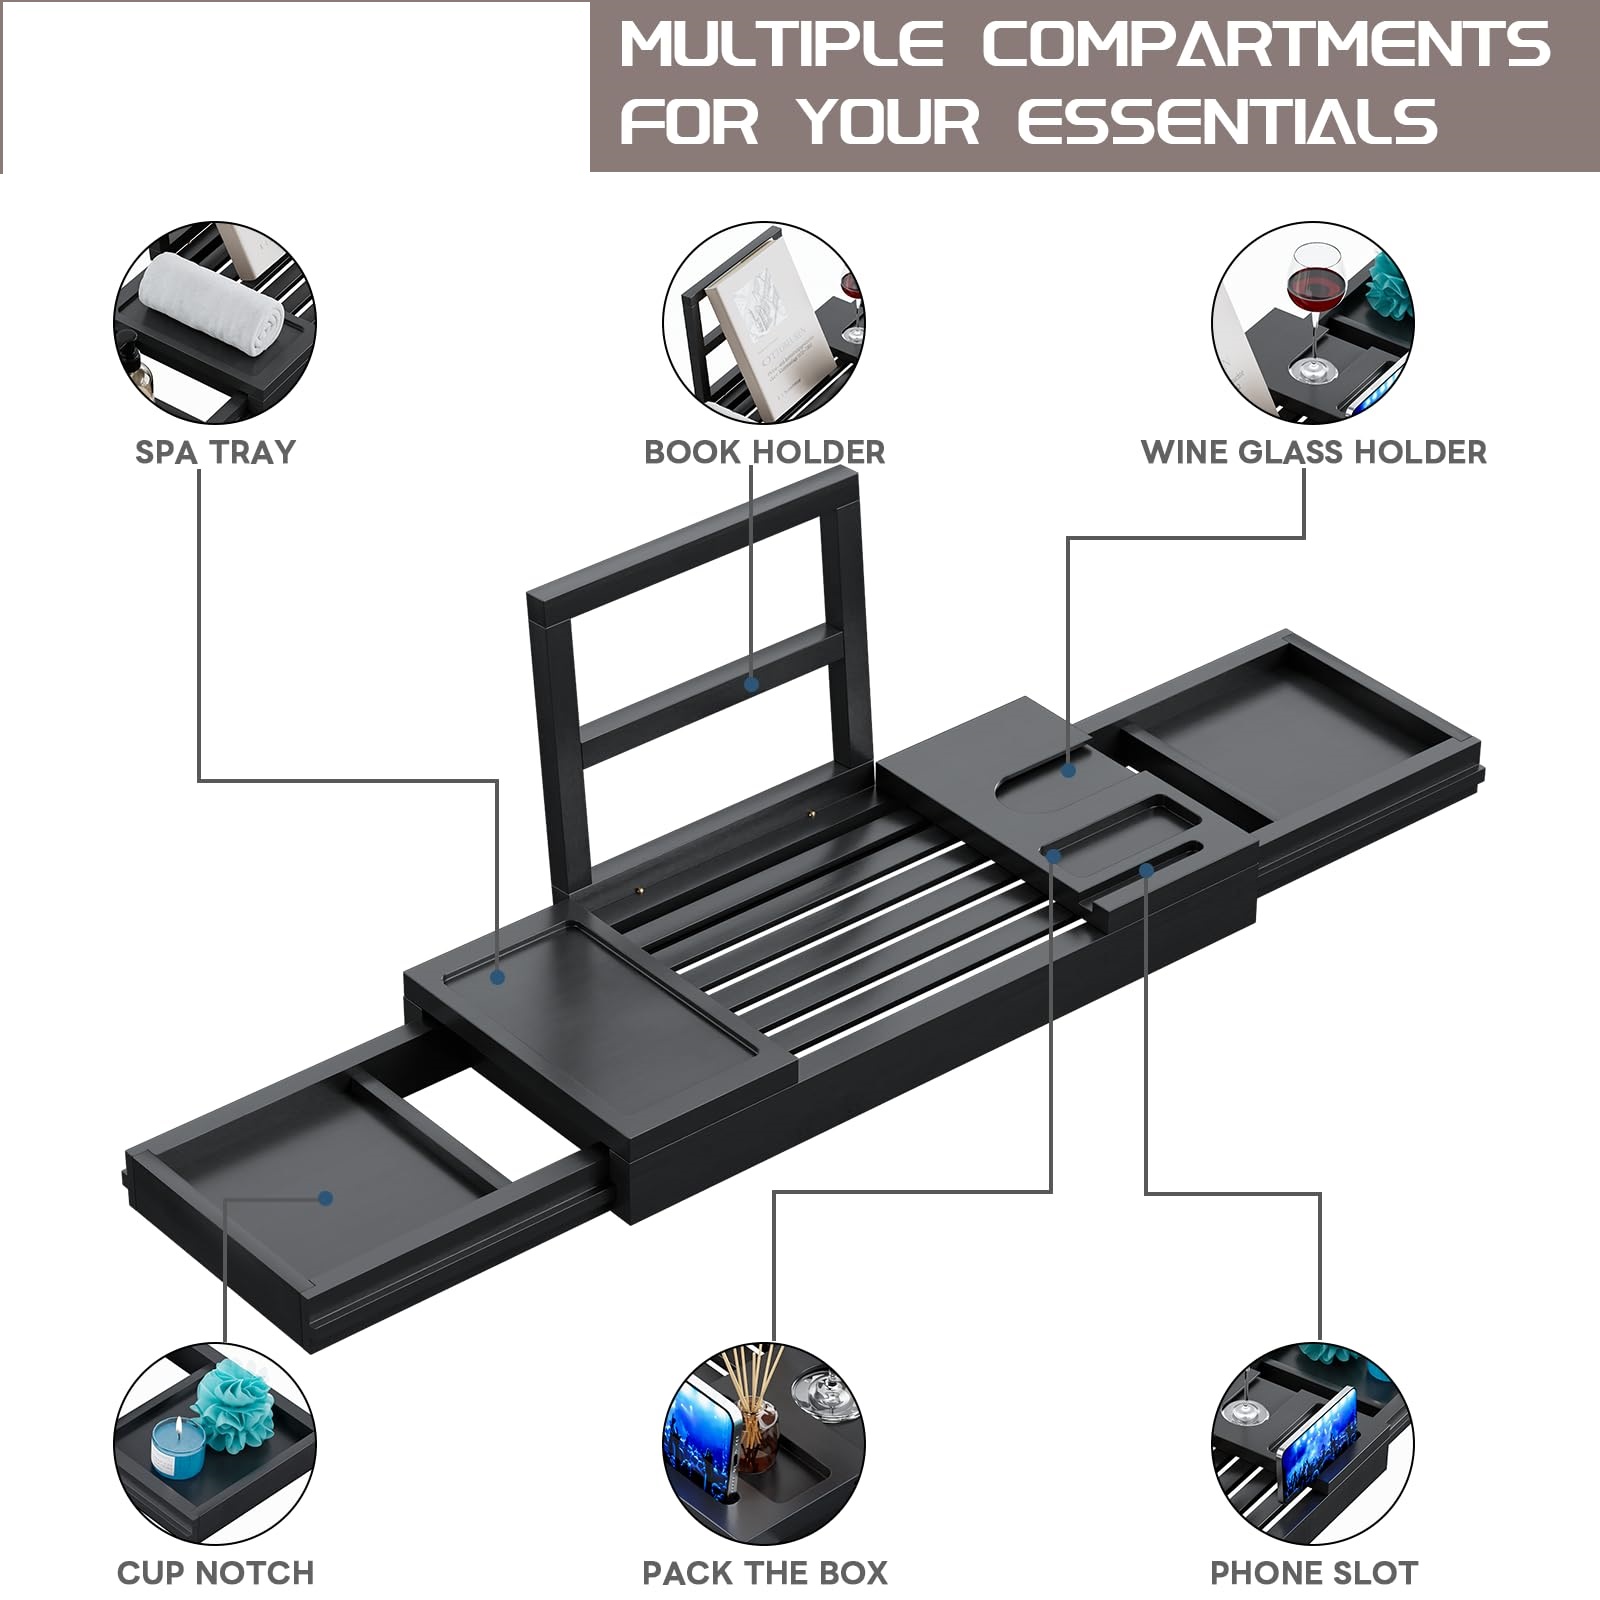 MULTIPLE COMPARTMENTS
FOR YOUR ESSENTIALS
SPA TRAY
BOOK HOLDER
WINE GLASS HOLDER
CUP NOTCH
PACK THE BOX
PHONE SLOT